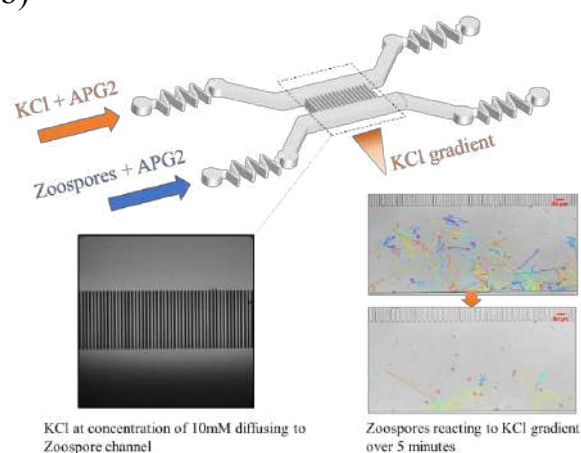 b)
KCl + APG2
Zoospores + APG2
KCl gradient
KCl at concentration of 10mM diffusing to
Zoospore channel
Zoospores reacting to KCl gradient
over 5 minutes